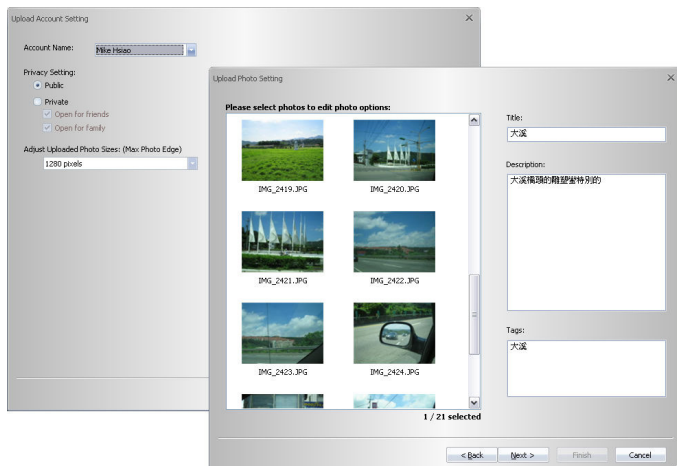 Upload Account Setting
Account Name:
Mike Hsiao
Privacy Setting:
Public
Private
Open for friends
Open for family
Adjust Uploaded Photo Sizes: (Max Photo Edge)
1280 pixels
Upload Photo Setting
Please select photos to edit photo options:
IMG_2419.JPG
IMG_2420.JPG
IMG_2421.JPG
IMG_2422.JPG
IMG_2423.JPG
IMG_2424.JPG
1 / 21 selected
Title:
大溪
Description:
大溪橋頭的雕塑蠻特別的
Tags:
大溪
< Back
Next >
Finish
Cancel